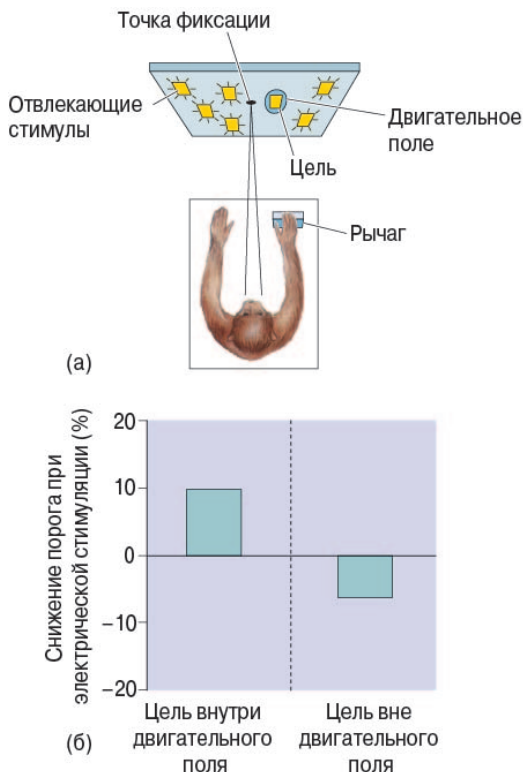 Точка фиксации
Отвлекающие
стимулы
Двигательное
поле
Цель
Рычаг
(а)
Снижение порога при
электрической стимуляции (%)
20
10
0
−10
−20
Цель внутри
двигательного
поля
Цель вне
двигательного
поля
(б)